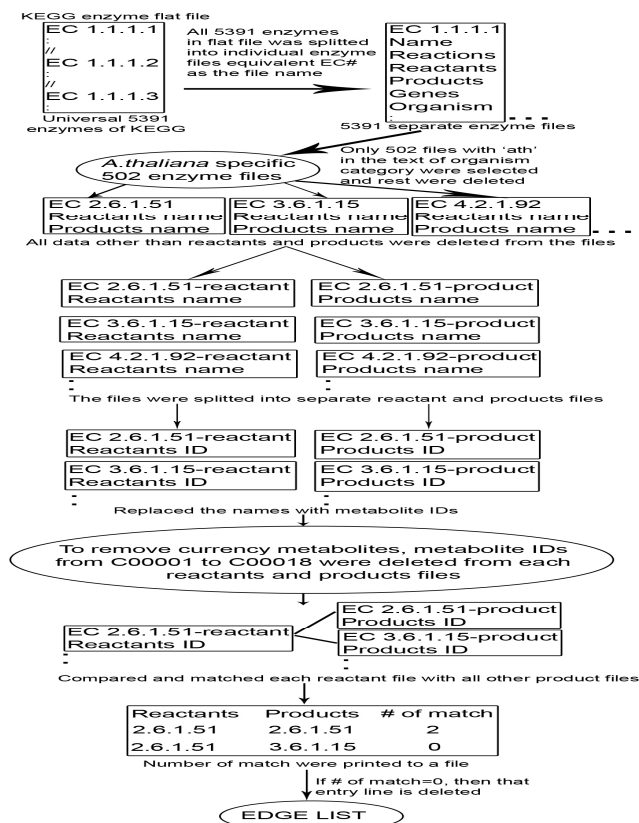 KEGG enzyme flat file
EC 1.1.1.1
:
//
EC 1.1.1.2
:
//
EC 1.1.1.3
:
Universal 5391
enzymes of KEGG
All 5391 enzymes
in flat file was splitted
into individual enzyme
files equivalent EC#
as the file name
EC 1.1.1.1
Name
Reactions
Reactants
Products
Genes
Organism
:
5391 separate enzyme files
Only 502 files with ‘ath’
in the text of organism
category were selected
and rest were deleted
A.thaliana specific
502 enzyme files
EC 2.6.1.51
Reactants name
Products name
EC 3.6.1.15
Reactants name
Products name
EC 4.2.1.92
Reactants name
Products name
All data other than reactants and products were deleted from the files
EC 2.6.1.51-reactant
Reactants name
EC 2.6.1.51-product
Products name
EC 3.6.1.15-reactant
Reactants name
EC 3.6.1.15-product
Products name
EC 4.2.1.92-reactant
Reactants name
EC 4.2.1.92-product
Products name
The files were splitted into separate reactant and products files
EC 2.6.1.51-reactant
Reactants ID
EC 2.6.1.51-product
Products ID
EC 3.6.1.15-reactant
Reactants ID
EC 3.6.1.15-product
Products ID
Replaced the names with metabolite IDs
To remove currency metabolites, metabolite IDs
from C00001 to C00018 were deleted from each
reactants and products files
EC 2.6.1.51-reactant
Reactants ID
EC 2.6.1.51-product
Products ID
EC 3.6.1.15-product
Products ID
Compared and matched each reactant file with all other product files
Reactants Products # of match
2.6.1.51 2.6.1.51 2
2.6.1.51 3.6.1.15 0
Number of match were printed to a file
If # of match=0, then that
entry line is deleted
EDGE LIST